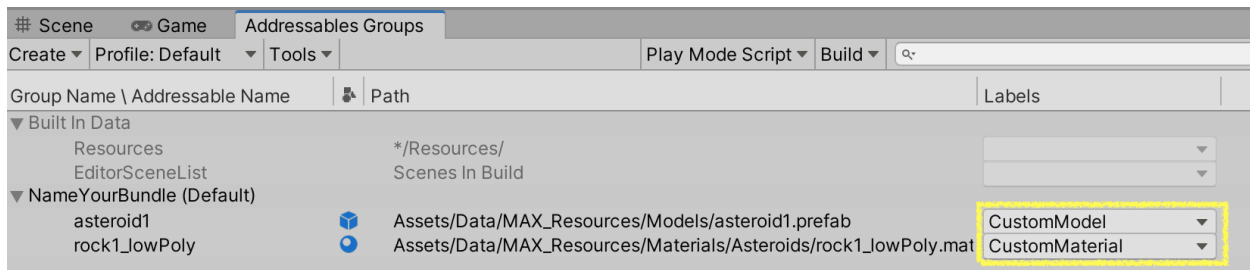 Scene Game Addressables Groups
Create Profile: Default Tools Play Mode Script Build
Group Name \ Addressable Name Path Labels
Built In Data
Resources */Resources/
EditorSceneList Scenes In Build
NameYourBundle (Default)
asteroid1 Assets/Data/MAX_Resources/Models/asteroid1.prefab CustomModel
rock1_lowPoly Assets/Data/MAX_Resources/Materials/Asteroids/rock1_lowPoly.mat CustomMaterial